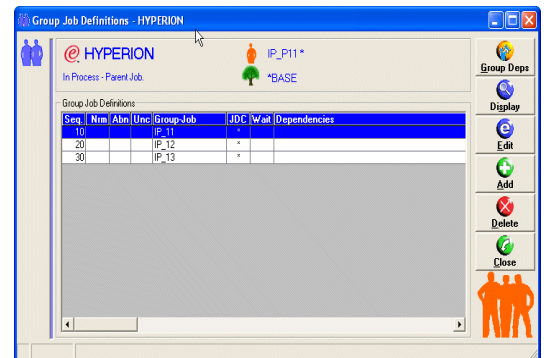 Group Job Definitions - HYPERION
HYPERION
IP_P11 *
In Process - Parent Job.
*BASE
Group Job Definitions
Seq. Nrm Abn Unc Group-Job JDC Wait Dependencies
10 IP_11 *
20 IP_12 *
30 IP_13 *
Group Deps
Display
Edit
Add
Delete
Close